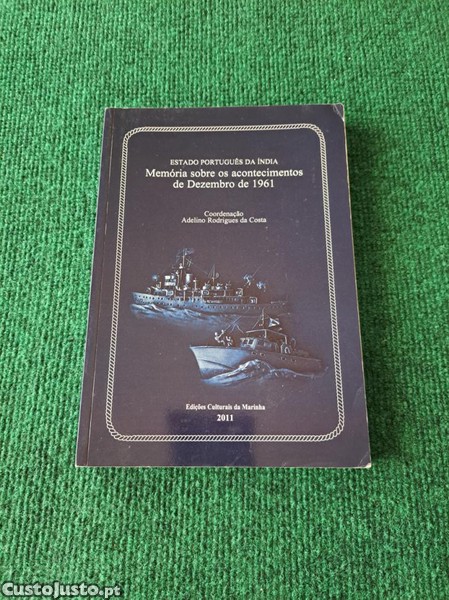 ESTADO PORTUGUÊS DA ÍNDIA
Memória sobre os acontecimentos
de Dezembro de 1961
Coordenação
Adelino Rodrigues da Costa
Edições Culturais da Marinha
2011
CustoJusto.pt